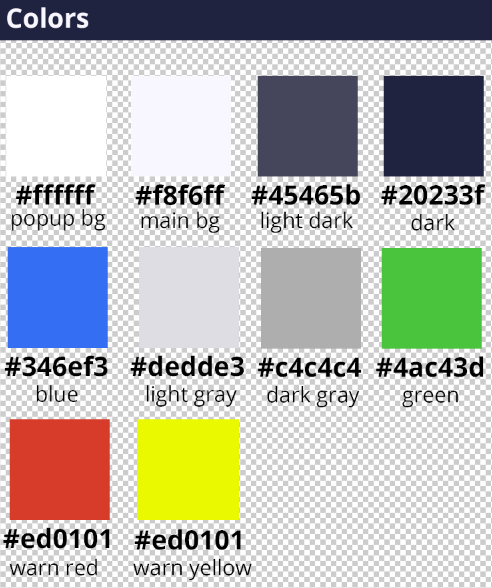 Colors
#ffffff #f8f6ff #45465b #20233f
popup bg main bg light dark dark
#346ef3 #dedde3 #c4c4c4 #4ac43d
blue light gray dark gray green
#ed0101 #ed0101
warn red warn yellow